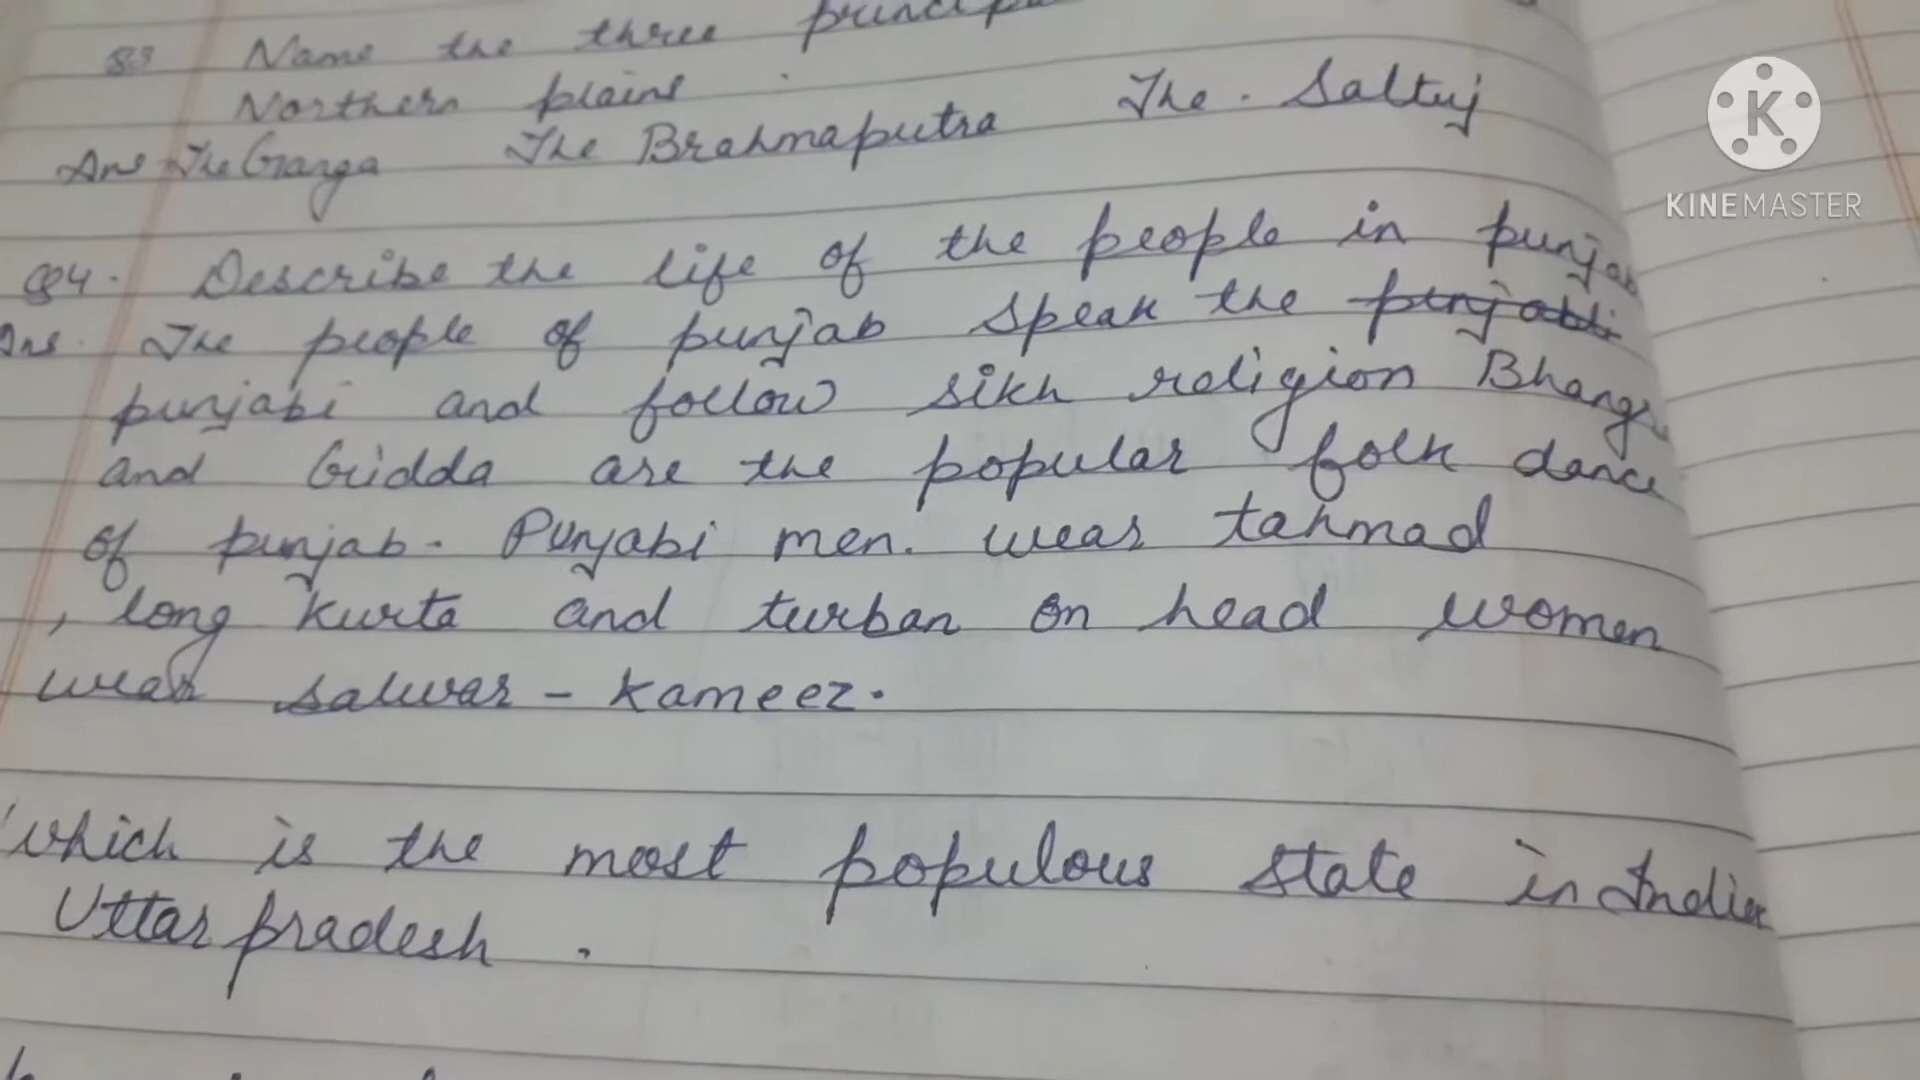 Q3 Name the three
Northern plains
Ans The Ganga The Brahmaputra The Saltuj
Q4. Describe the life of the people in punjab
Ans. The people of punjab speak the punjabi
punjabi and follow sikh religion Bhangra
and Gidda are the popular folk dance
of punjab. Punjabi men. wear tahmad
, long kurta and turban on head women
wear salwar - kameez.
which is the most populous state in India
Uttar pradesh .
KINEMASTER